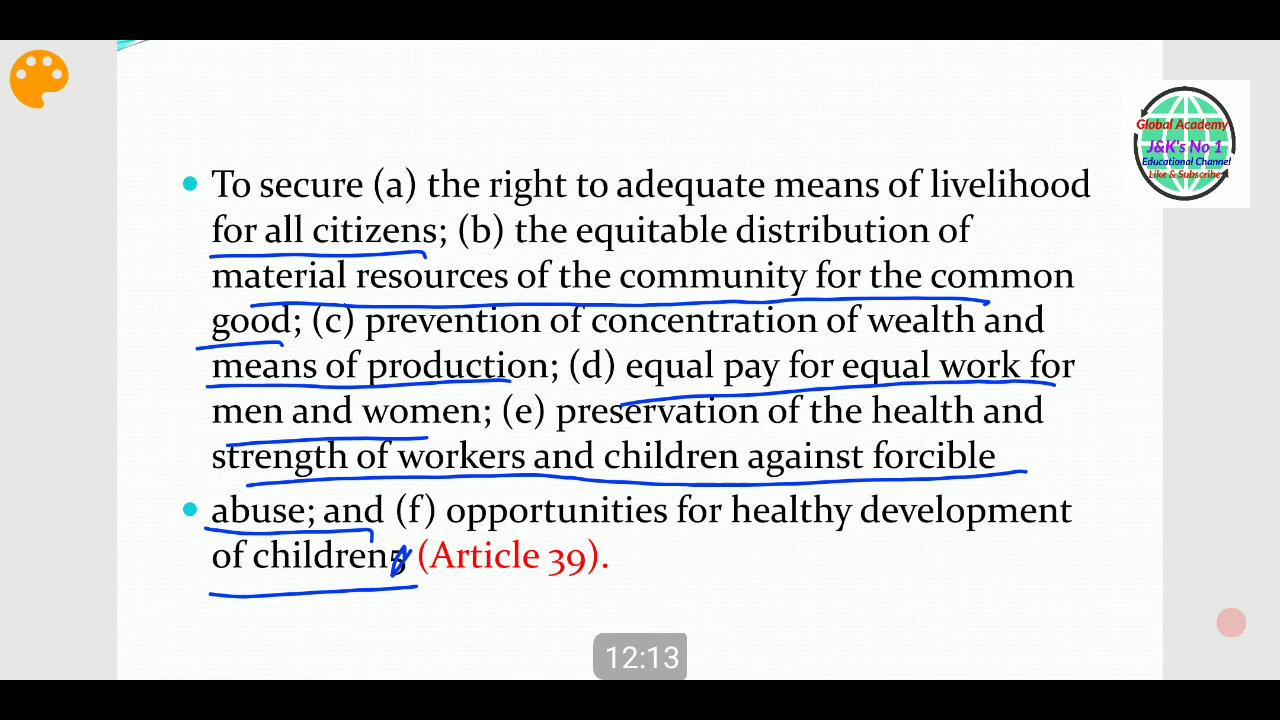 Global Academy
J&K's No 1
Educational Channel
Like & Subscribe
• To secure (a) the right to adequate means of livelihood
for all citizens; (b) the equitable distribution of
material resources of the community for the common
good; (c) prevention of concentration of wealth and
means of production; (d) equal pay for equal work for
men and women; (e) preservation of the health and
strength of workers and children against forcible
• abuse; and (f) opportunities for healthy development
of children (Article 39).
12:13